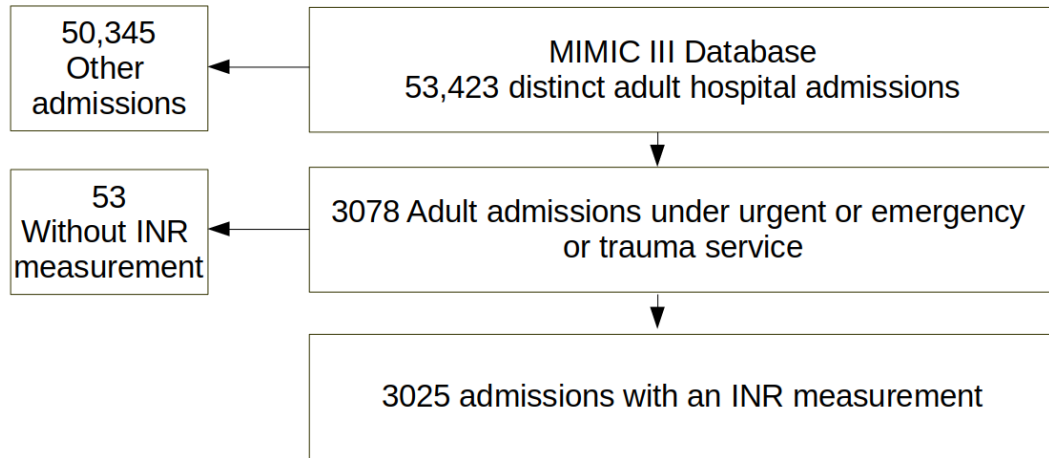 50,345
Other
admissions
MIMIC III Database
53,423 distinct adult hospital admissions
53
Without INR
measurement
3078 Adult admissions under urgent or emergency
or trauma service
3025 admissions with an INR measurement